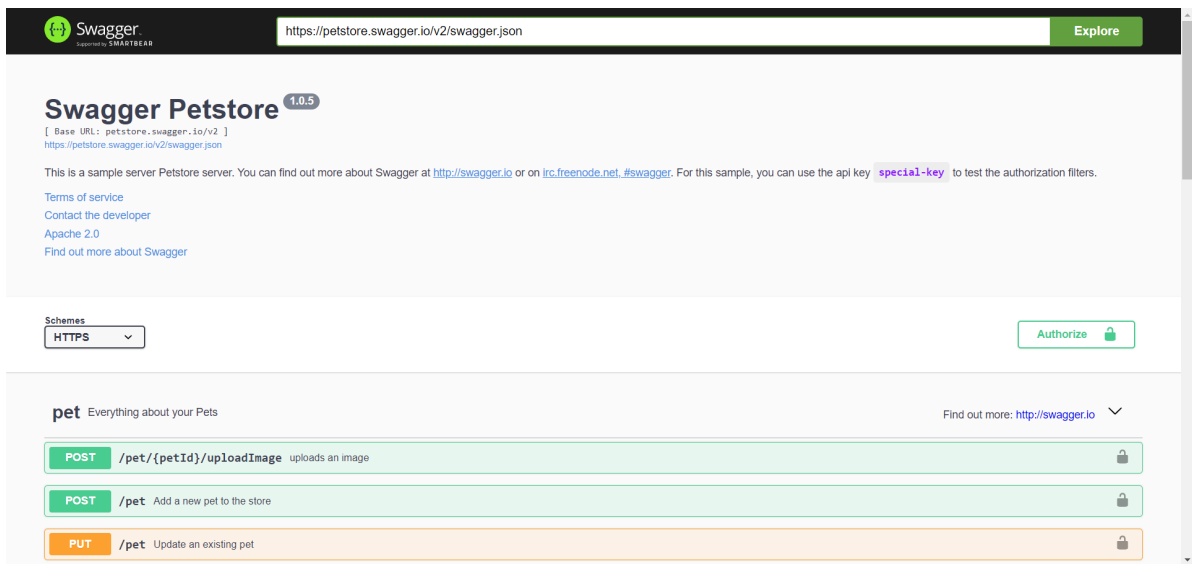 Swagger.
Supported by SMARTBEAR
https://petstore.swagger.io/v2/swagger.json
Explore
Swagger Petstore 1.0.5
[ Base URL: petstore.swagger.io/v2 ]
https://petstore.swagger.io/v2/swagger.json
This is a sample server Petstore server. You can find out more about Swagger at http://swagger.io or on irc.freenode.net, #swagger. For this sample, you can use the api key special-key to test the authorization filters.
Terms of service
Contact the developer
Apache 2.0
Find out more about Swagger
Schemes
HTTPS
Authorize
pet Everything about your Pets
Find out more: http://swagger.io
POST /pet/{petId}/uploadImage uploads an image
POST /pet Add a new pet to the store
PUT /pet Update an existing pet